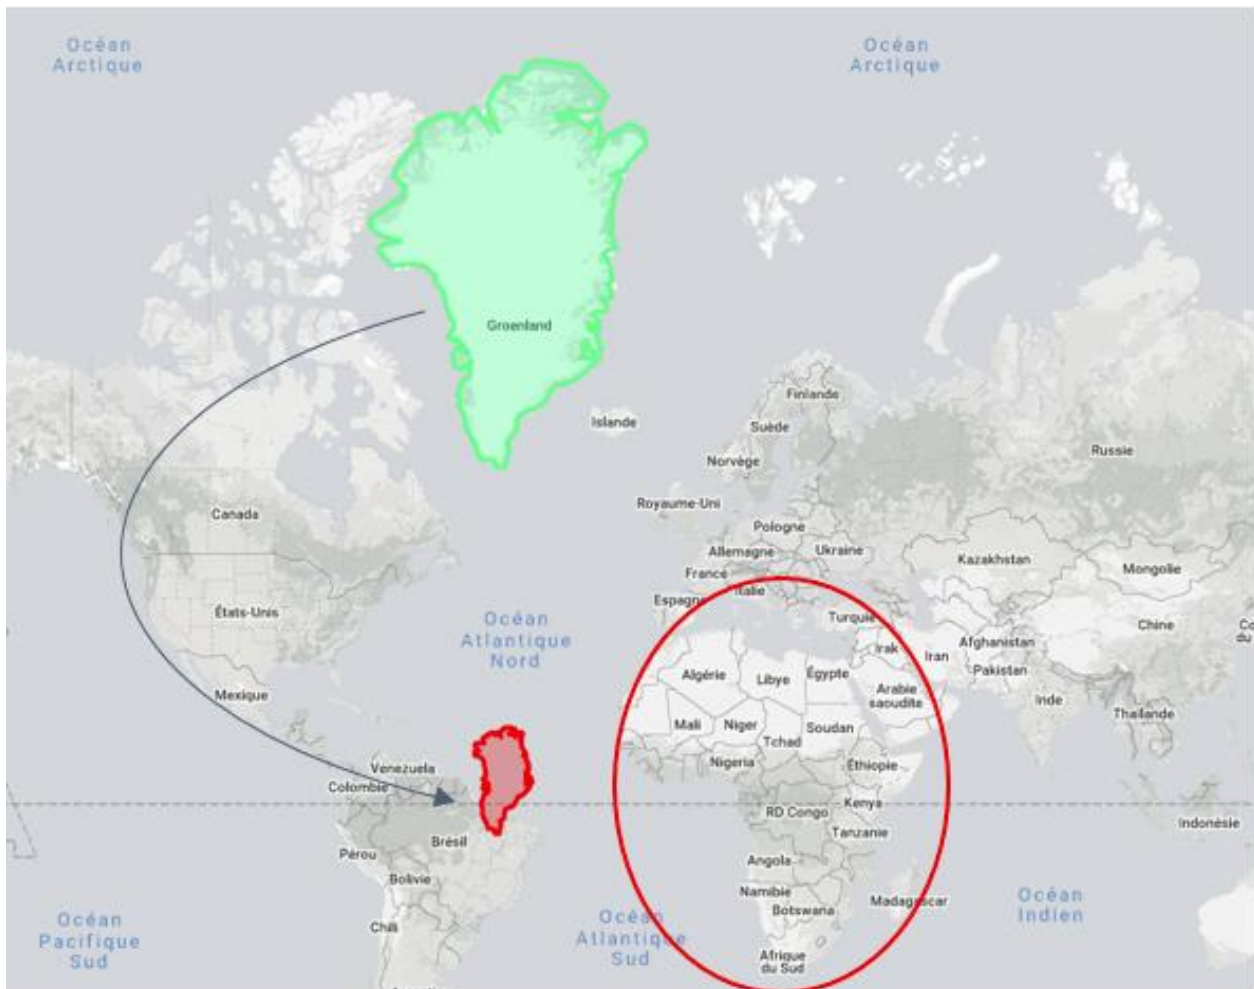 Océan
Arctique
Océan
Arctique
Groenland
Islande
Finlande
Suède
Norvège
Russie
Royaume-Uni
Canada
Pologne
Allemagne
Ukraine
Kazakhstan
France
Mongolie
Italie
Espagne
États-Unis
Turquie
Chine
Océan
Atlantique
Nord
Irak
Iran
Afghanistan
Pakistan
Algérie
Libye
Égypte
Arabie
saoudite
Mexique
Inde
Thaïlande
Mali
Niger
Tchad
Soudan
Nigeria
Éthiopie
Venezuela
Colombie
RD Congo
Kenya
Tanzanie
Indonésie
Brésil
Pérou
Bolivie
Angola
Namibie
Botswana
Madagascar
Océan
Indien
Chili
Océan
Pacifique
Sud
Océan
Atlantique
Sud
Afrique
du Sud